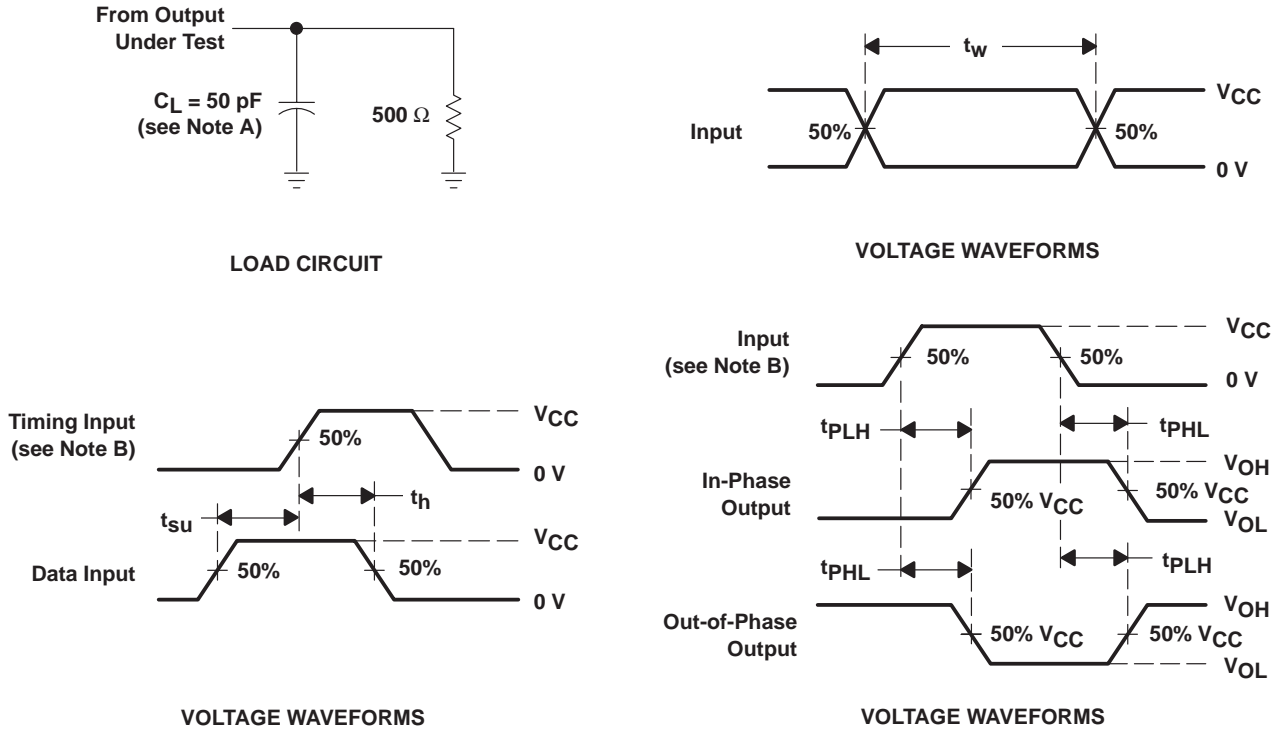 From Output
Under Test
CL = 50 pF
(see Note A)
500 Ω
LOAD CIRCUIT
tw
VCC
Input
50%
50%
0 V
VOLTAGE WAVEFORMS
Timing Input
(see Note B)
VCC
50%
0 V
th
tsu
VCC
Data Input
50%
50%
0 V
VOLTAGE WAVEFORMS
Input
(see Note B)
VCC
50%
50%
0 V
tPLH
tPHL
In-Phase
Output
VOH
50% VCC
50% VCC
VOL
tPHL
tPLH
Out-of-Phase
Output
VOH
50% VCC
50% VCC
VOL
VOLTAGE WAVEFORMS